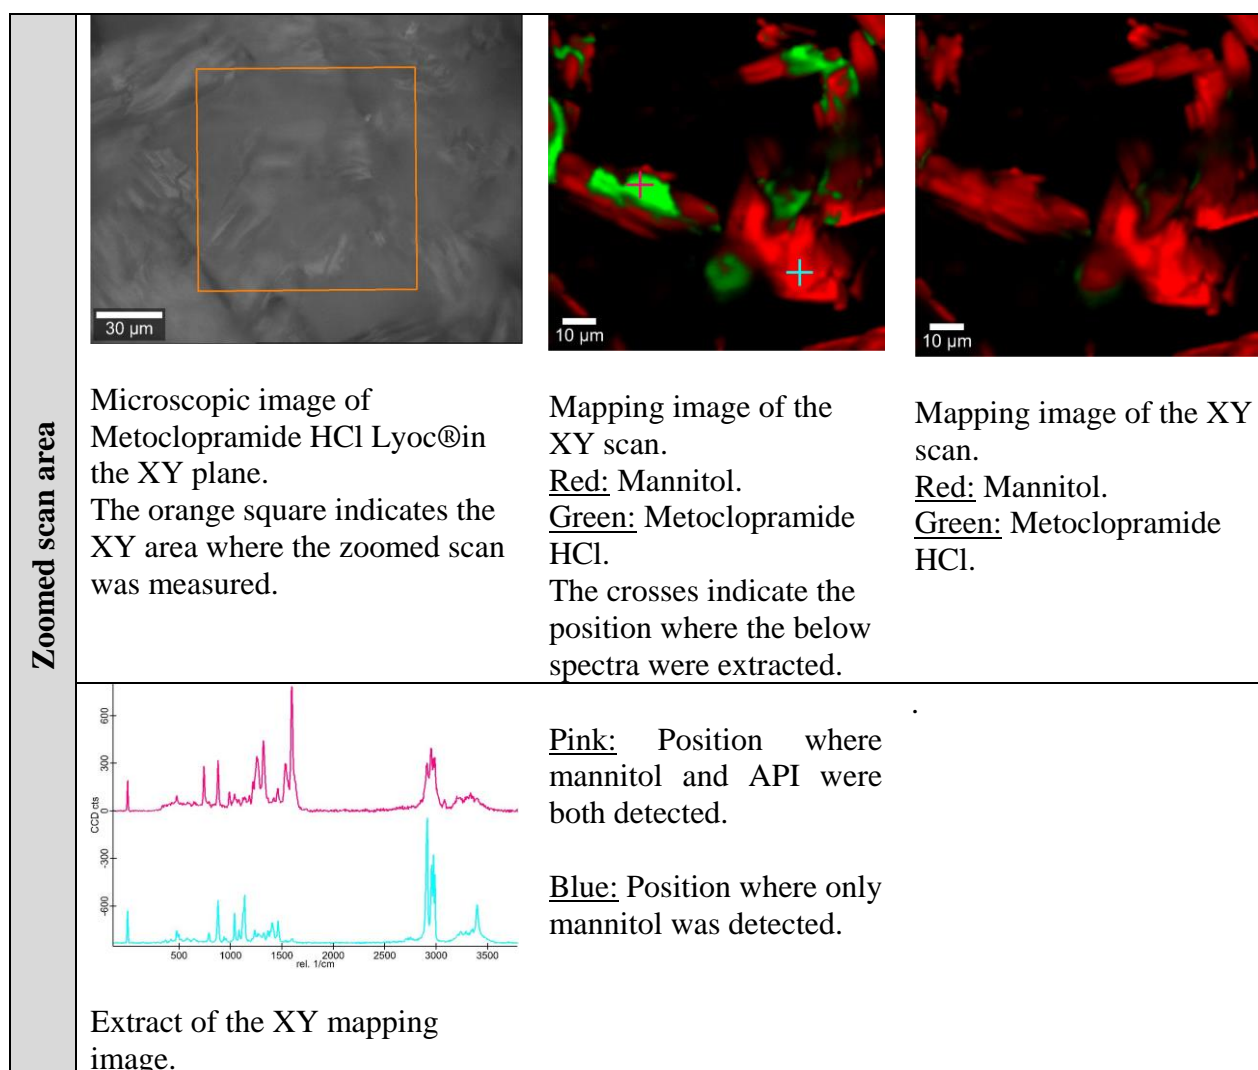 Zoomed scan area
30 µm
10 µm
10 µm
Microscopic image of
Metoclopramide HCl Lyoc®in
the XY plane.
The orange square indicates the
XY area where the zoomed scan
was measured.
Mapping image of the
XY scan.
Red: Mannitol.
Green: Metoclopramide
HCl.
The crosses indicate the
position where the below
spectra were extracted.
Mapping image of the XY
scan.
Red: Mannitol.
Green: Metoclopramide
HCl.
600
300
0
-300
-600
CCD cts
500 1000 1500 2000 2500 3000 3500
rel. 1/cm
Extract of the XY mapping
image.
Pink: Position where
mannitol and API were
both detected.
Blue: Position where only
mannitol was detected.
.